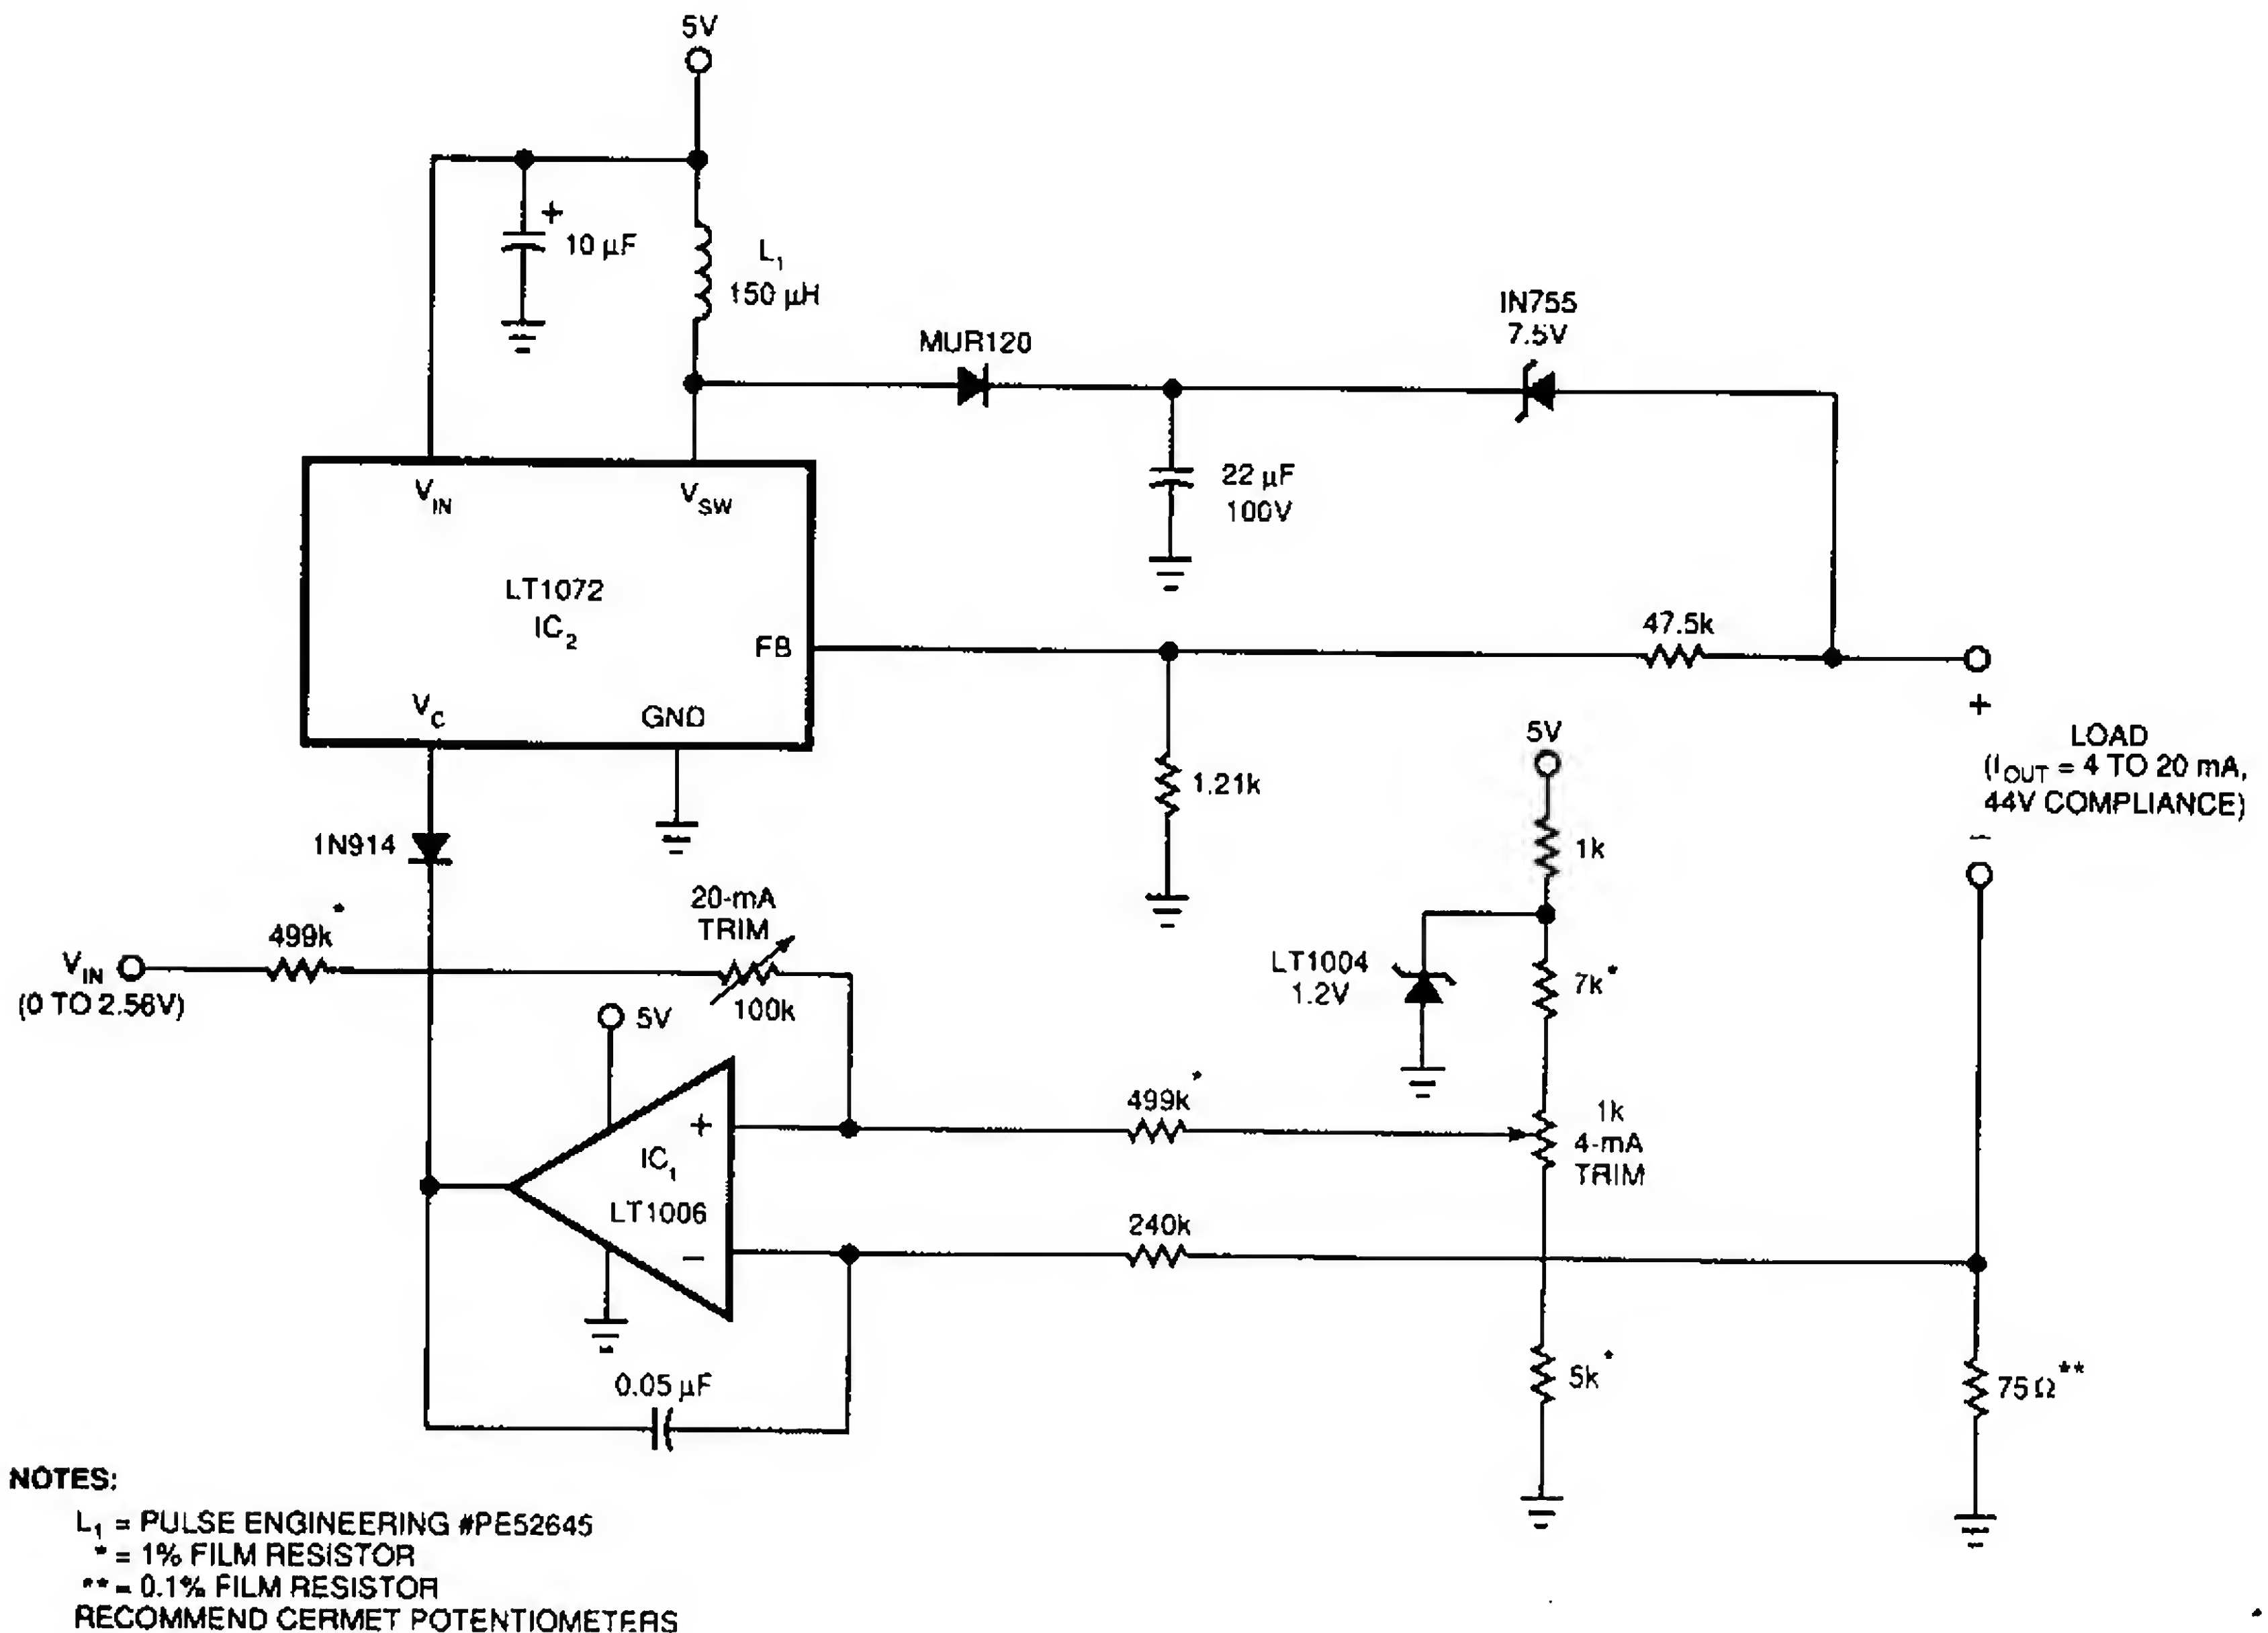 5V
+
10 µF
L1
150 µH
MUR120
IN755
7.5V
22 µF
100V
VIN
VSW
LT1072
IC2
FB
VC
GND
47.5k
1.21k
+
LOAD
(IOUT = 4 TO 20 mA,
44V COMPLIANCE)
−
5V
1k
1N914
20-mA
TRIM
100k
499k*
VIN
(0 TO 2.56V)
LT1004
1.2V
7k*
5V
+
IC1
LT1006
−
499k*
1k
4-mA
TRIM
240k
0.05 µF
5k*
75Ω**
NOTES:
L1 = PULSE ENGINEERING #PE52645
* = 1% FILM RESISTOR
** = 0.1% FILM RESISTOR
RECOMMEND CERMET POTENTIOMETERS